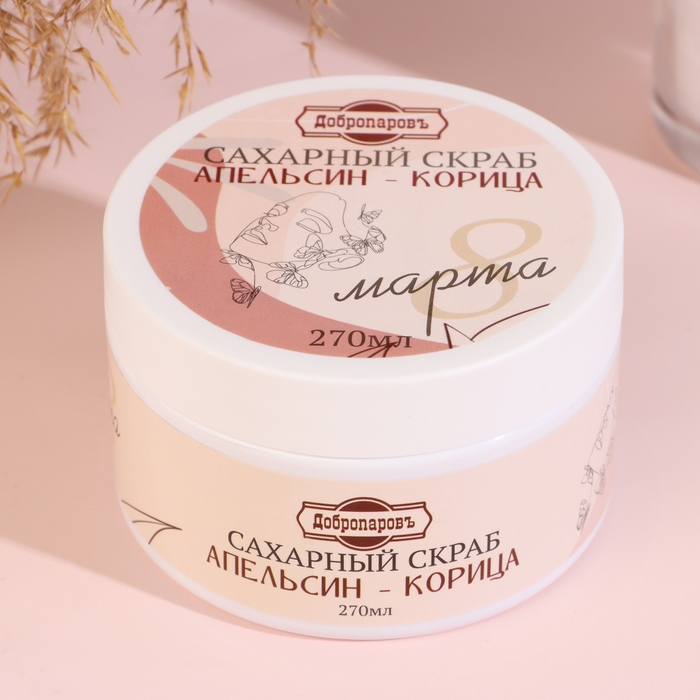 Добропаровъ
САХАРНЫЙ СКРАБ
АПЕЛЬСИН - КОРИЦА
8
марта
270мл
Добропаровъ
САХАРНЫЙ СКРАБ
АПЕЛЬСИН - КОРИЦА
270мл